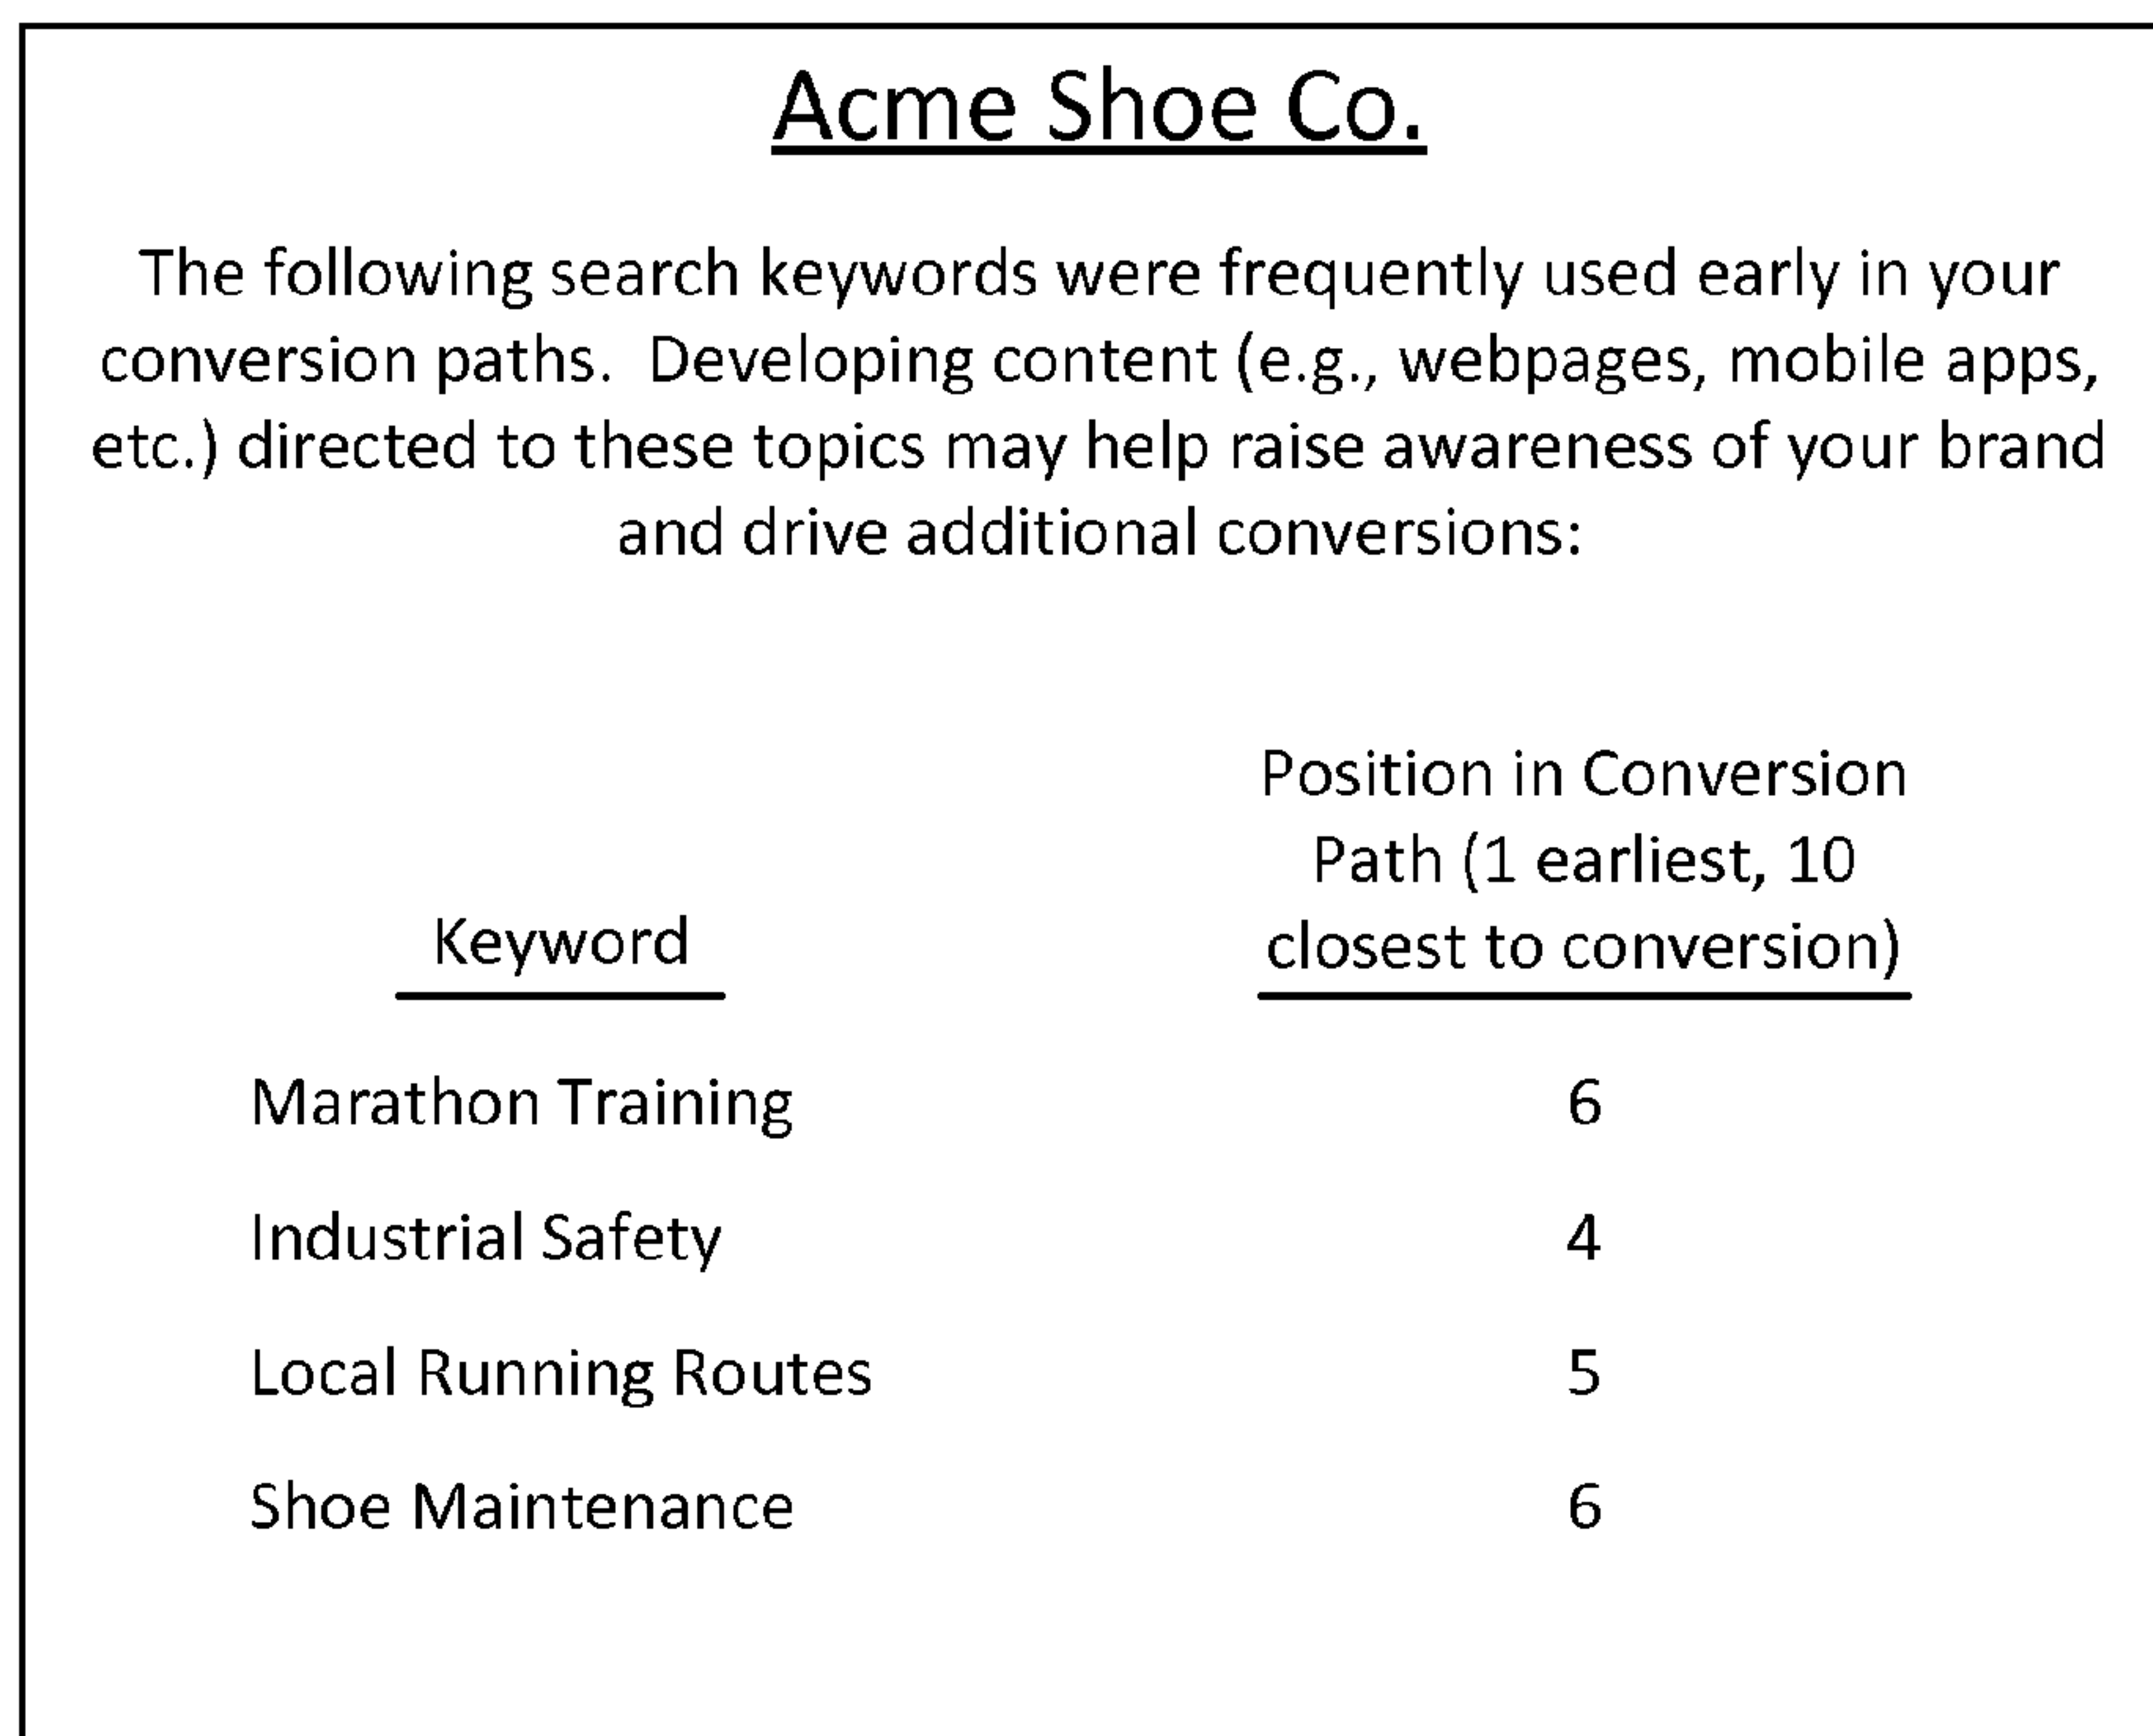 Acme Shoe Co.
The following search keywords were frequently used early in your
conversion paths.  Developing content (e.g., webpages, mobile apps,
etc.) directed to these topics may help raise awareness of your brand
and drive additional conversions:
Position in Conversion
Path (1 earliest, 10
Keyword closest to conversion)
Marathon Training 6
Industrial Safety 4
Local Running Routes 5
Shoe Maintenance 6